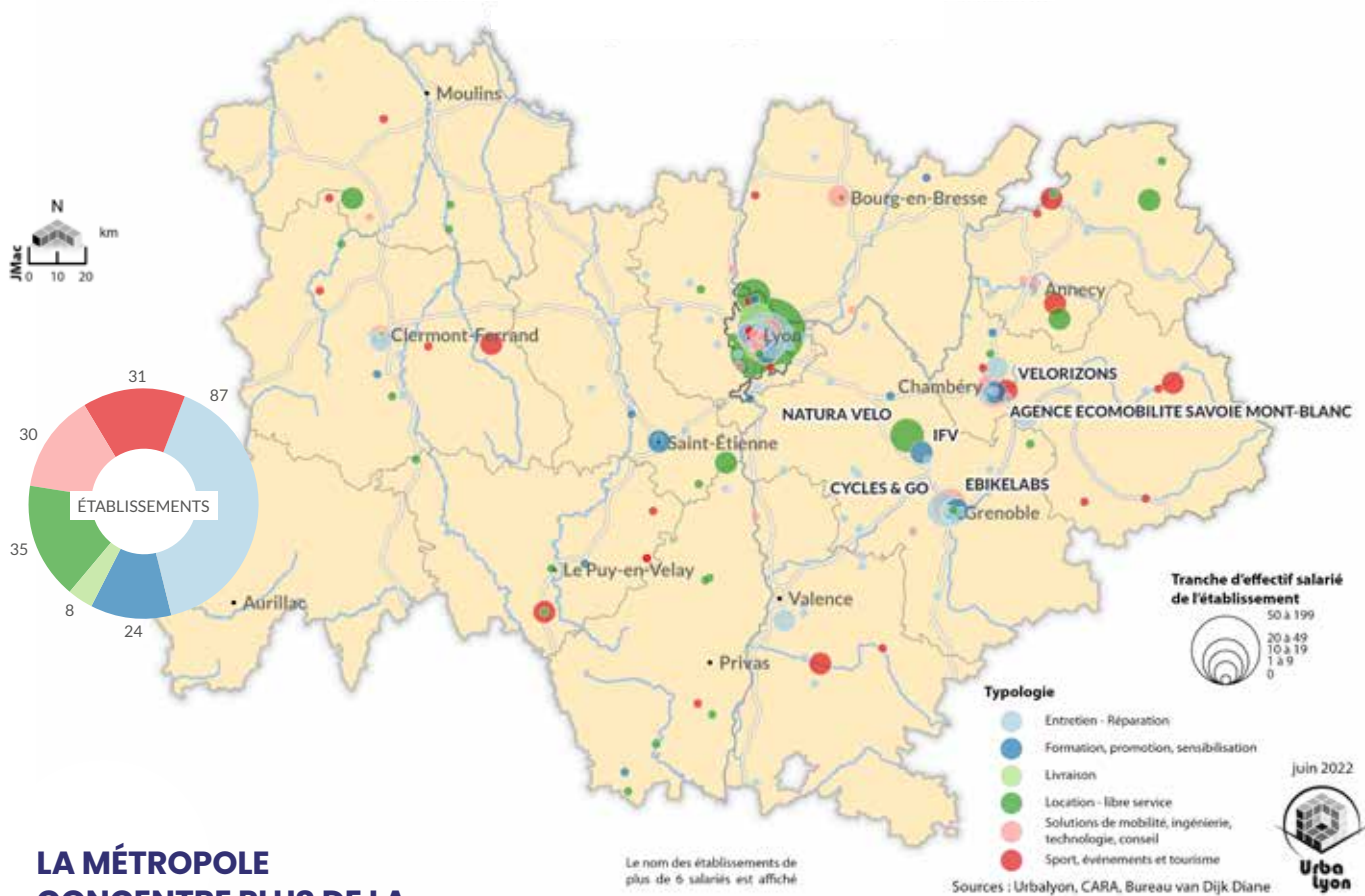 Moulins
Bourg-en-Bresse
N
km
JMac
0 10 20
Annecy
Clermont-Ferrand
Lyon
VELORIZONS
Chambéry
AGENCE ECOMOBILITE SAVOIE MONT-BLANC
NATURA VELO
IFV
Saint-Étienne
CYCLES & GO
EBIKELABS
Grenoble
31
87
30
ÉTABLISSEMENTS
35
8
24
Le Puy-en-Velay
Aurillac
Valence
Privas
Tranche d'effectif salarié
de l'établissement
50 à 199
20 à 49
10 à 19
1 à 9
0
Typologie
Entretien - Réparation
Formation, promotion, sensibilisation
Livraison
Location - libre service
Solutions de mobilité, ingénierie,
technologie, conseil
Sport, événements et tourisme
juin 2022
Urba
lyon
Le nom des établissements de
plus de 6 salariés est affiché
Sources : Urbalyon, CARA, Bureau van Dijk Diane
LA MÉTROPOLE
CONCENTRE PLUS DE LA